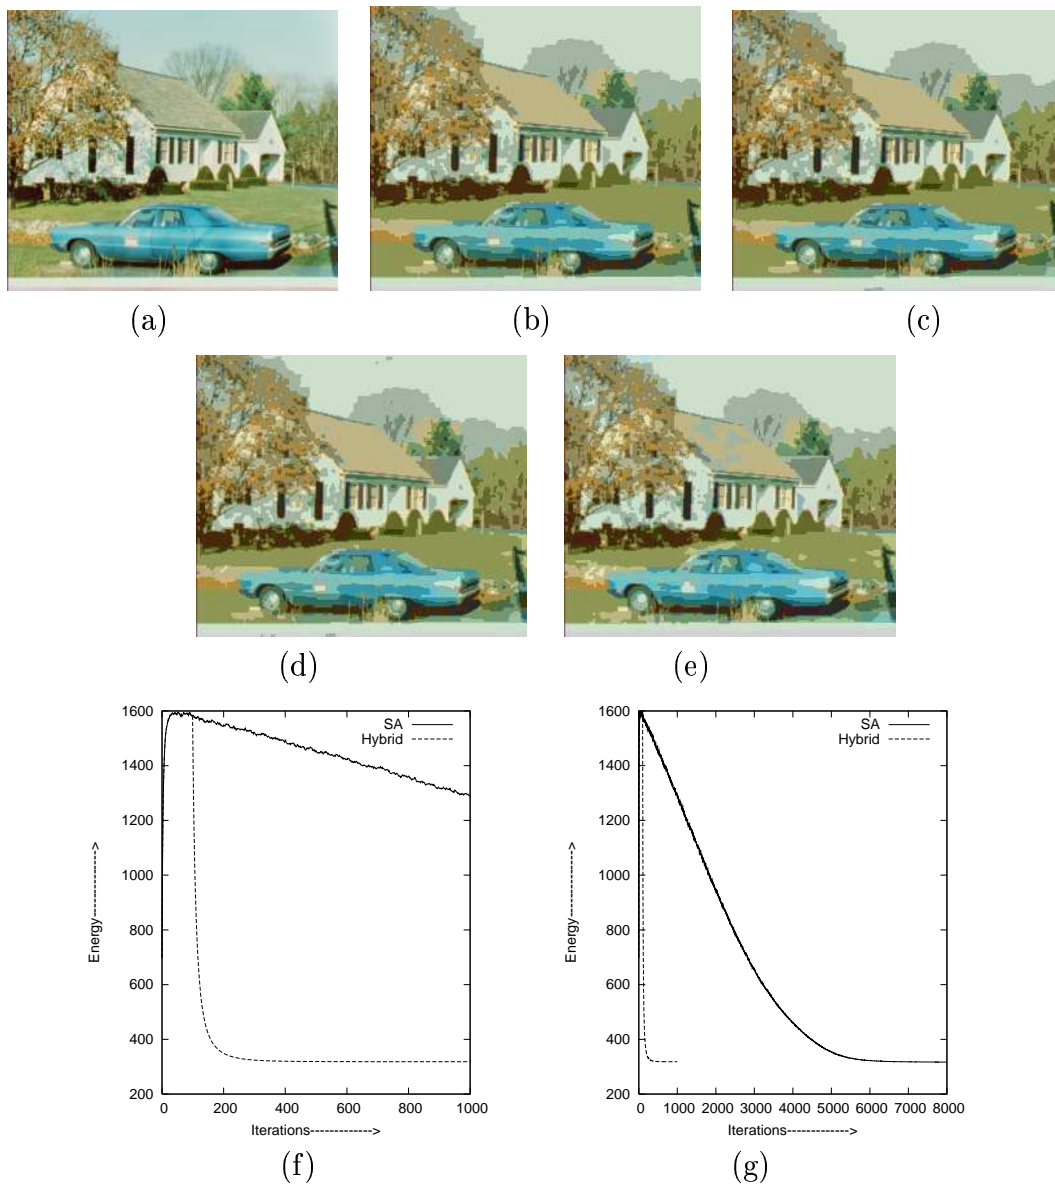 (a)
(b)
(c)
(d)
(e)
1600
1400
1200
1000
800
600
400
200
0 200 400 600 800 1000
SA
Hybrid
Energy------------->
Iterations------------->
(f)
1600
1400
1200
1000
800
600
400
200
0 1000 2000 3000 4000 5000 6000 7000 8000
SA
Hybrid
Energy------------->
Iterations------------->
(g)